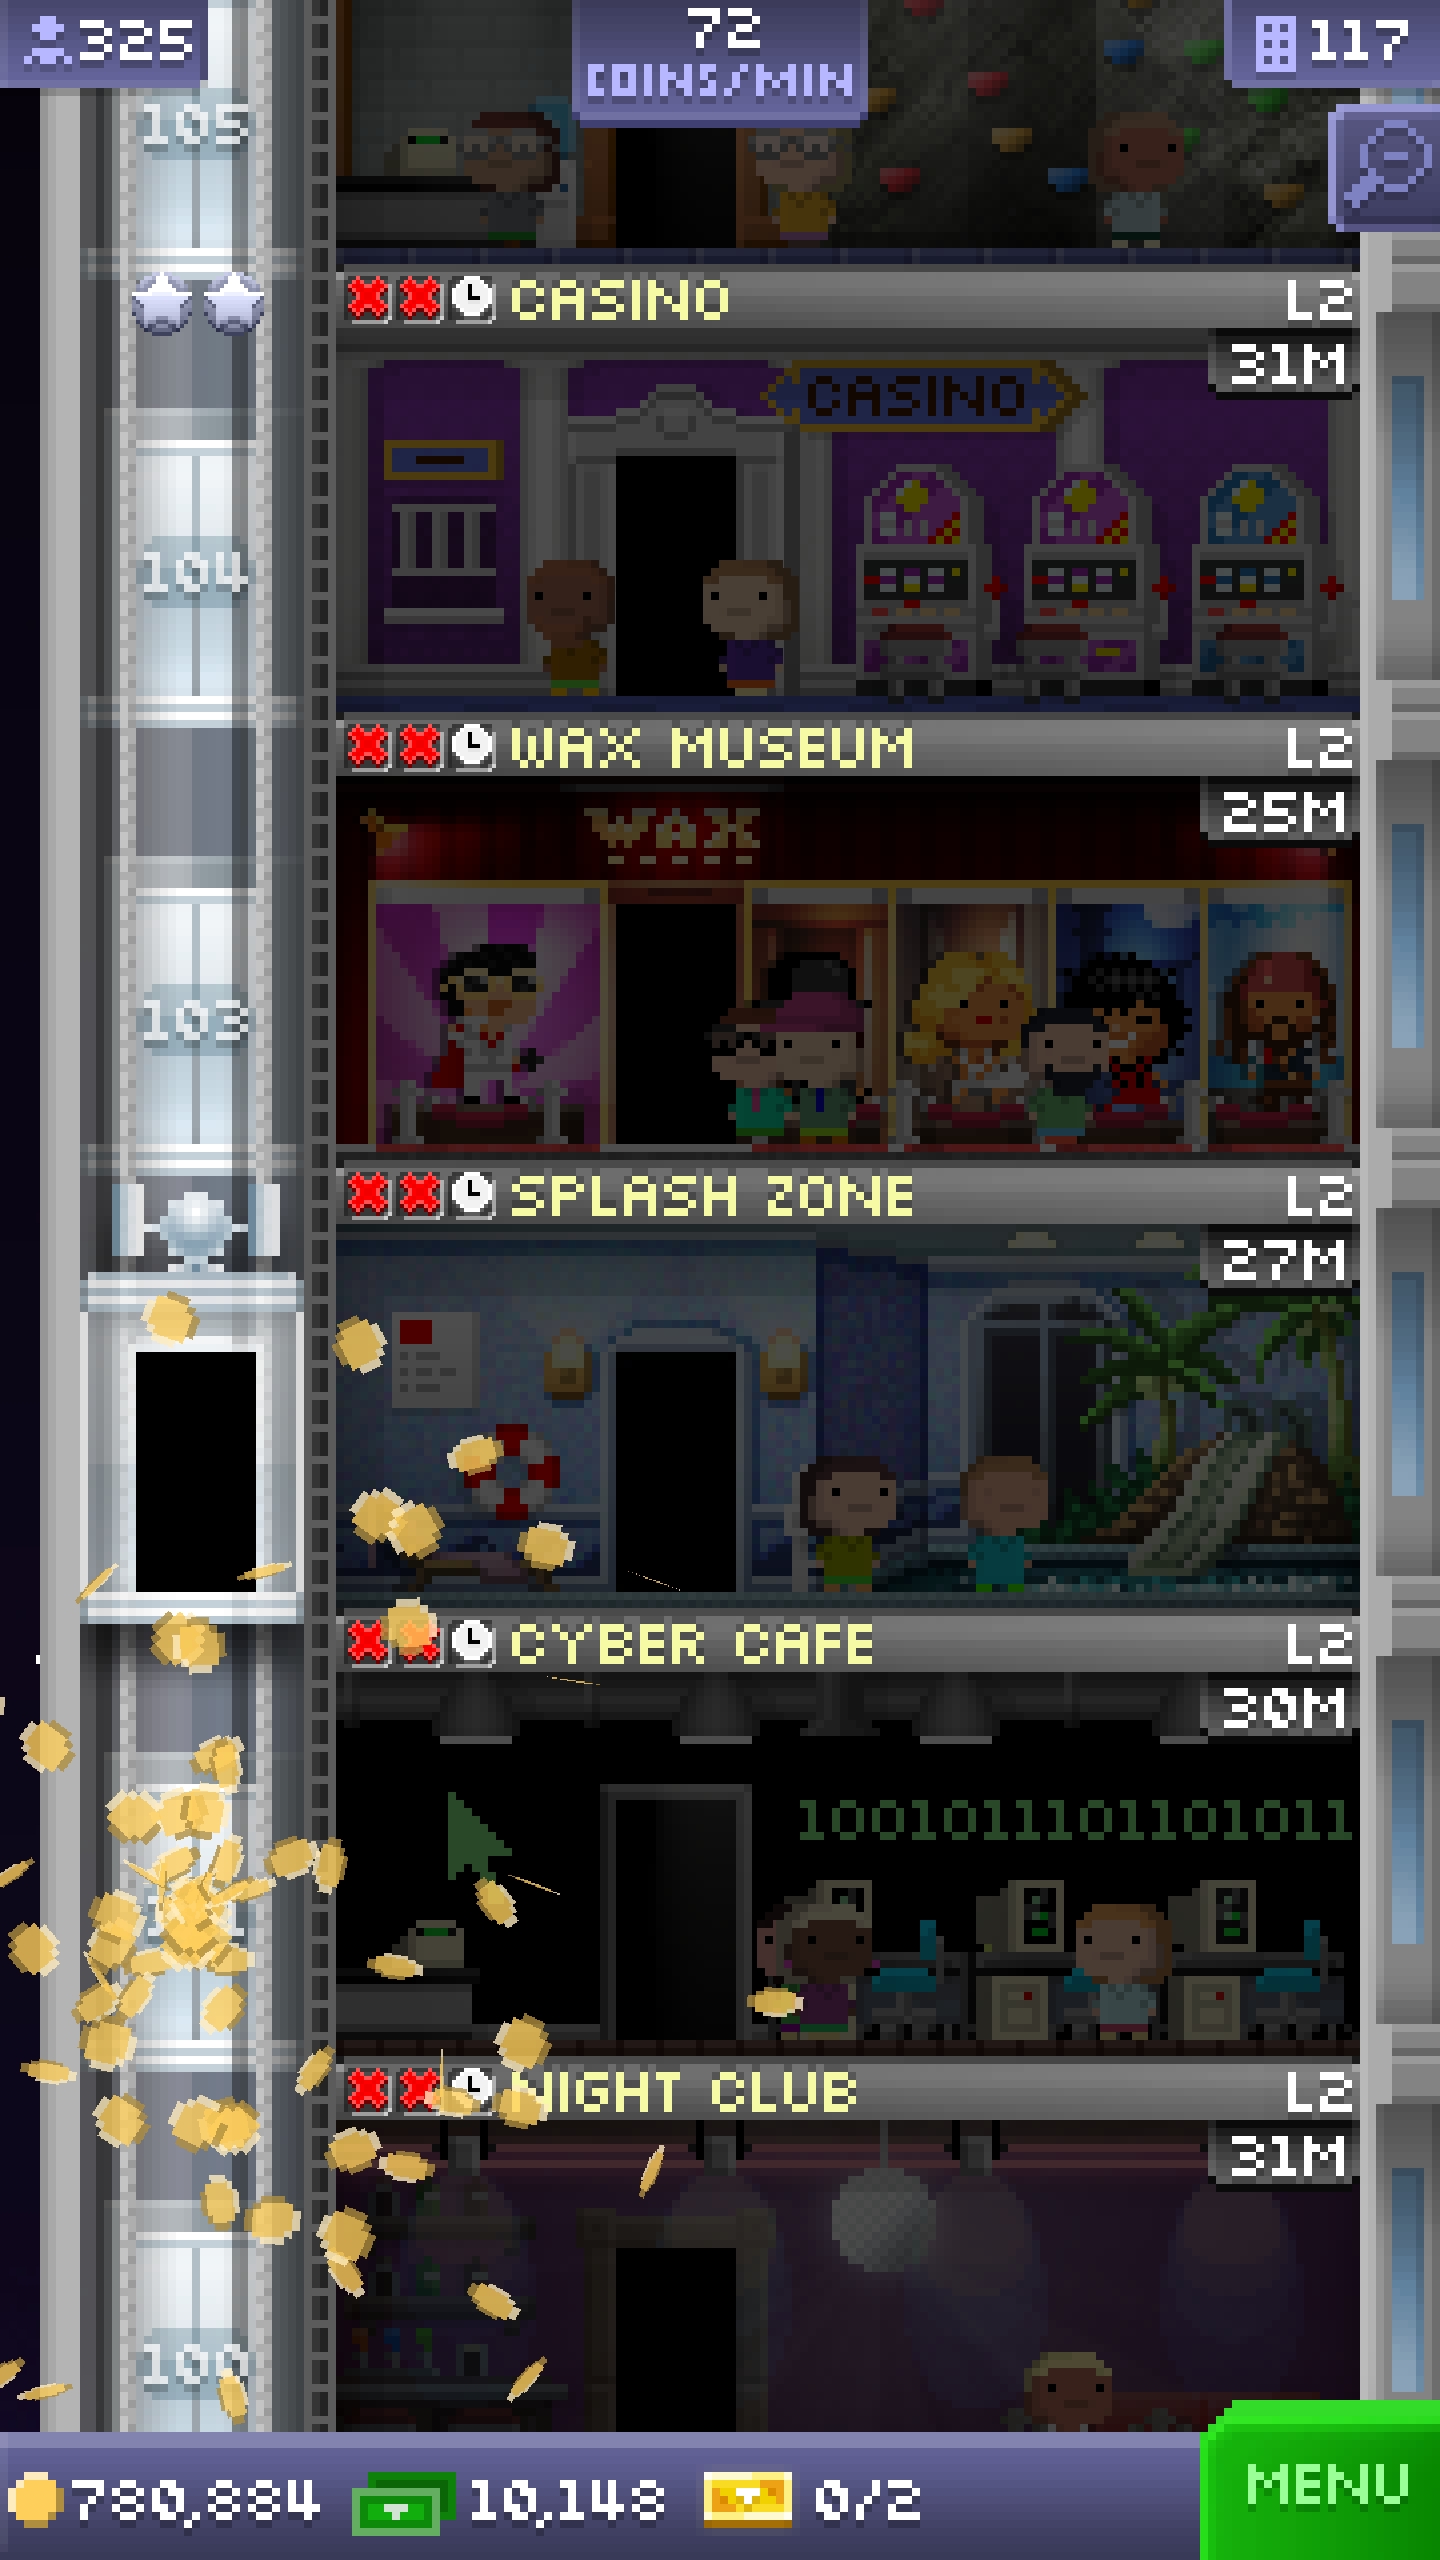 325
72
COINS/MIN
117
105
CASINO L2
31M
CASINO
104
WAX MUSEUM L2
25M
WAX
103
SPLASH ZONE L2
27M
CYBER CAFE L2
30M
1001011101101011
NIGHT CLUB L2
31M
100
780,884 10,148 0/2 MENU